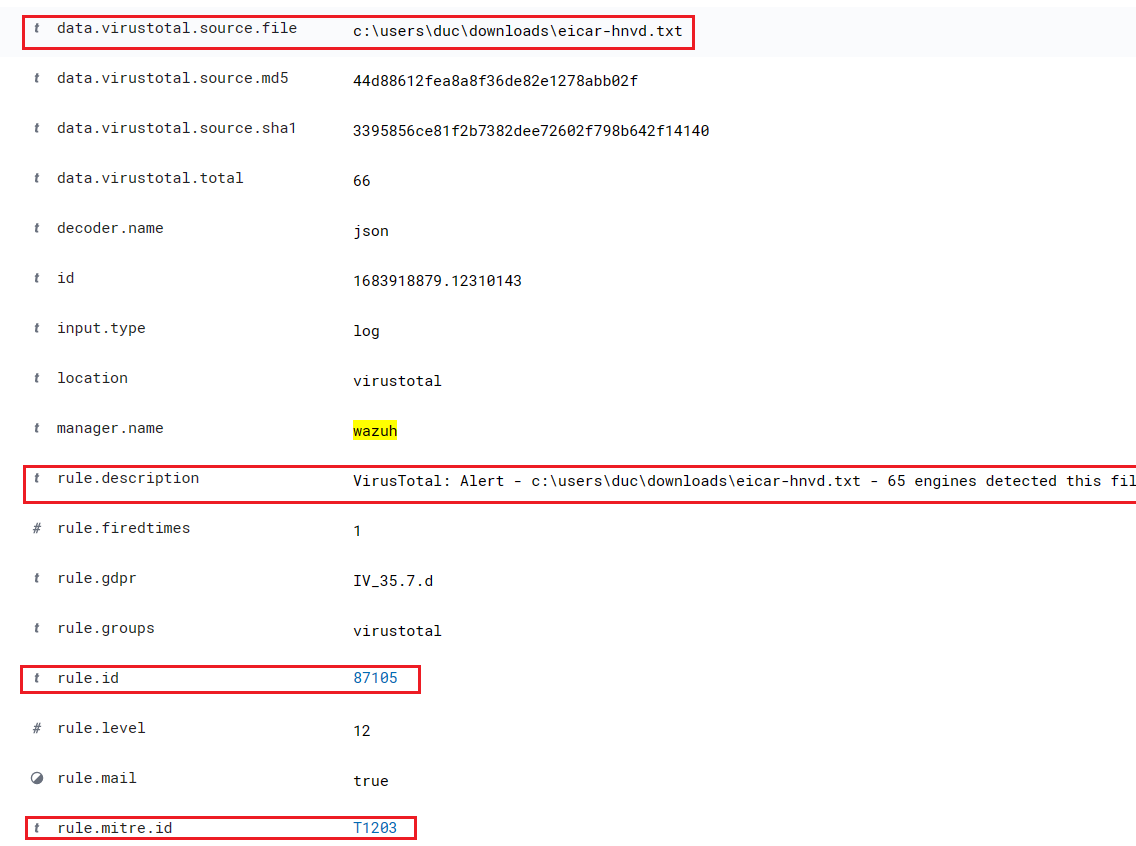 t data.virustotal.source.file c:\users\duc\downloads\eicar-hnvd.txt
t data.virustotal.source.md5 44d88612fea8a8f36de82e1278abb02f
t data.virustotal.source.sha1 3395856ce81f2b7382dee72602f798b642f14140
t data.virustotal.total 66
t decoder.name json
t id 1683918879.12310143
t input.type log
t location virustotal
t manager.name wazuh
t rule.description VirusTotal: Alert - c:\users\duc\downloads\eicar-hnvd.txt - 65 engines detected this fil
# rule.firedtimes 1
t rule.gdpr IV_35.7.d
t rule.groups virustotal
t rule.id 87105
# rule.level 12
rule.mail true
t rule.mitre.id T1203